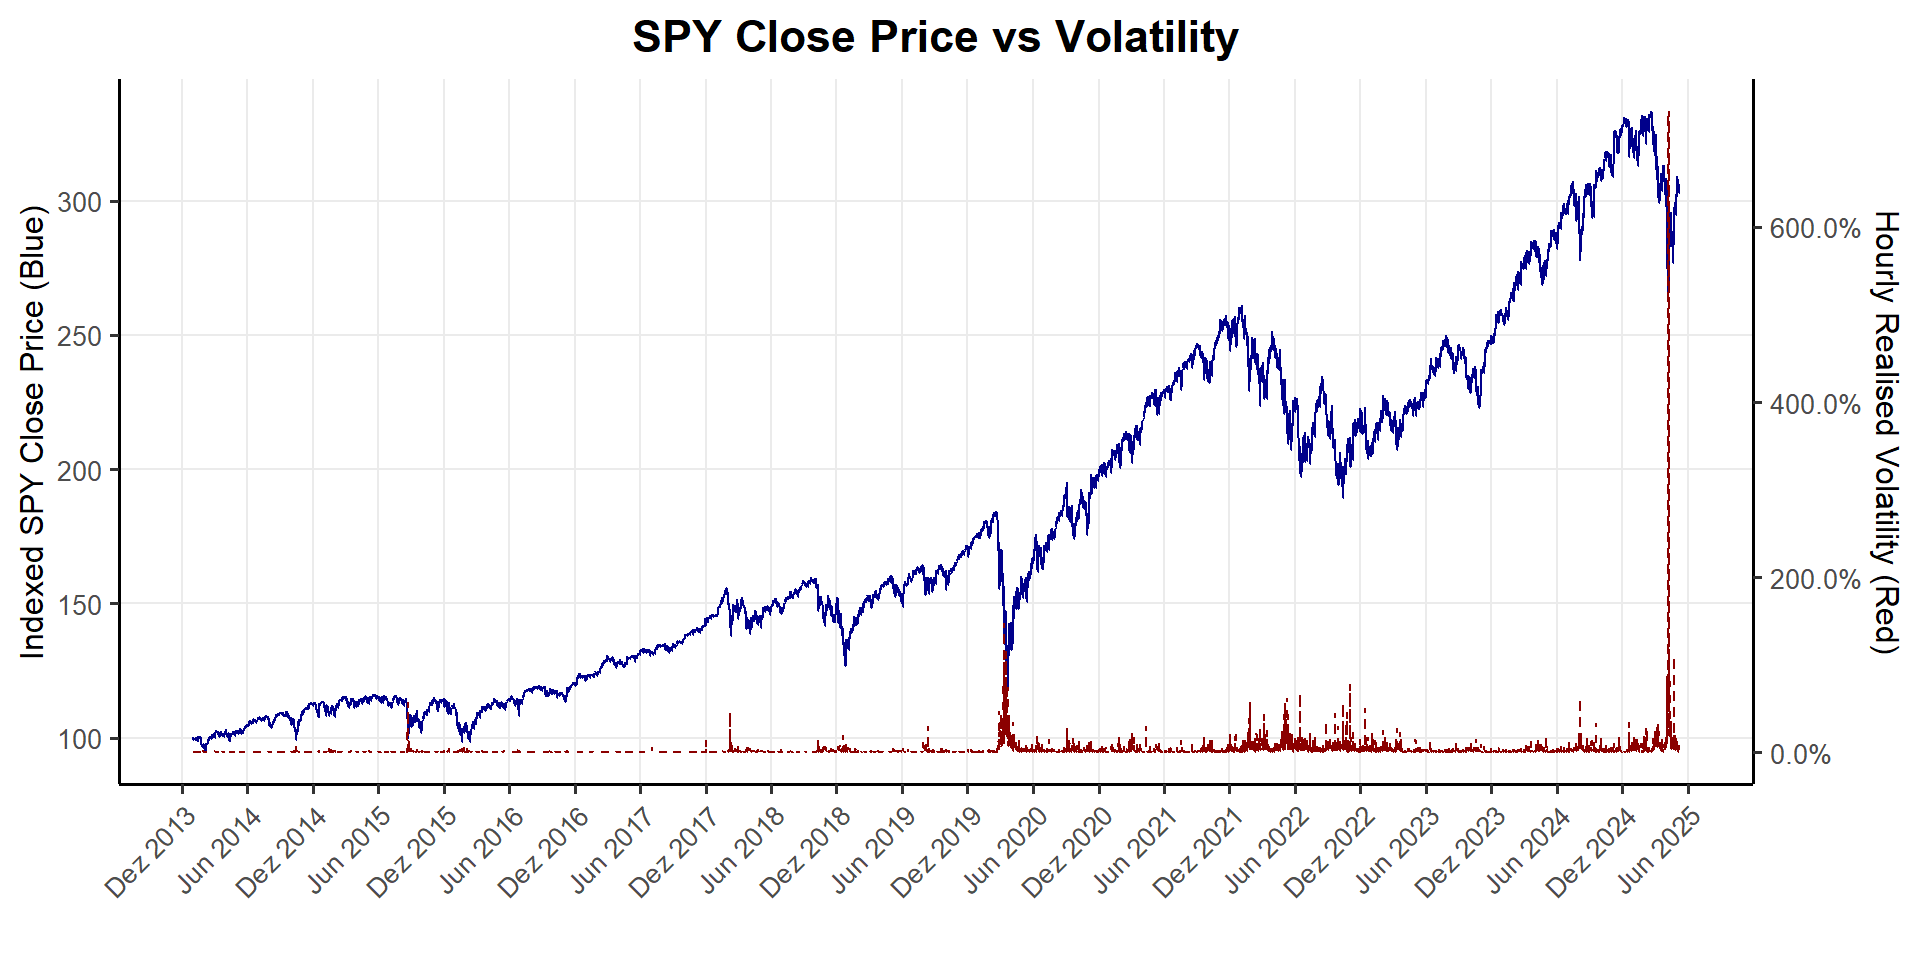 SPY Close Price vs Volatility
Indexed SPY Close Price (Blue)
300
250
200
150
100
600.0%
400.0%
200.0%
0.0%
Hourly Realised Volatility (Red)
Dez 2013
Jun 2014
Dez 2014
Jun 2015
Dez 2015
Jun 2016
Dez 2016
Jun 2017
Dez 2017
Jun 2018
Dez 2018
Jun 2019
Dez 2019
Jun 2020
Dez 2020
Jun 2021
Dez 2021
Jun 2022
Dez 2022
Jun 2023
Dez 2023
Jun 2024
Dez 2024
Jun 2025